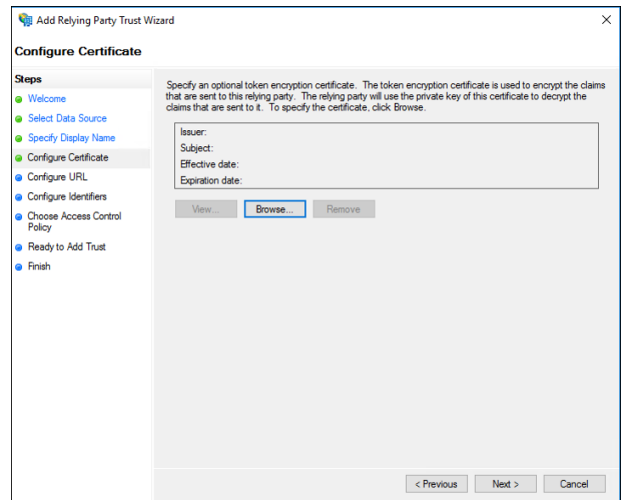 Add Relying Party Trust Wizard
Configure Certificate
Steps
Welcome
Select Data Source
Specify Display Name
Configure Certificate
Configure URL
Configure Identifiers
Choose Access Control
Policy
Ready to Add Trust
Finish
Specify an optional token encryption certificate.  The token encryption certificate is used to encrypt the claims
that are sent to this relying party.  The relying party will use the private key of this certificate to decrypt the
claims that are sent to it.  To specify the certificate, click Browse.
Issuer:
Subject:
Effective date:
Expiration date:
View... Browse... Remove
< Previous Next > Cancel